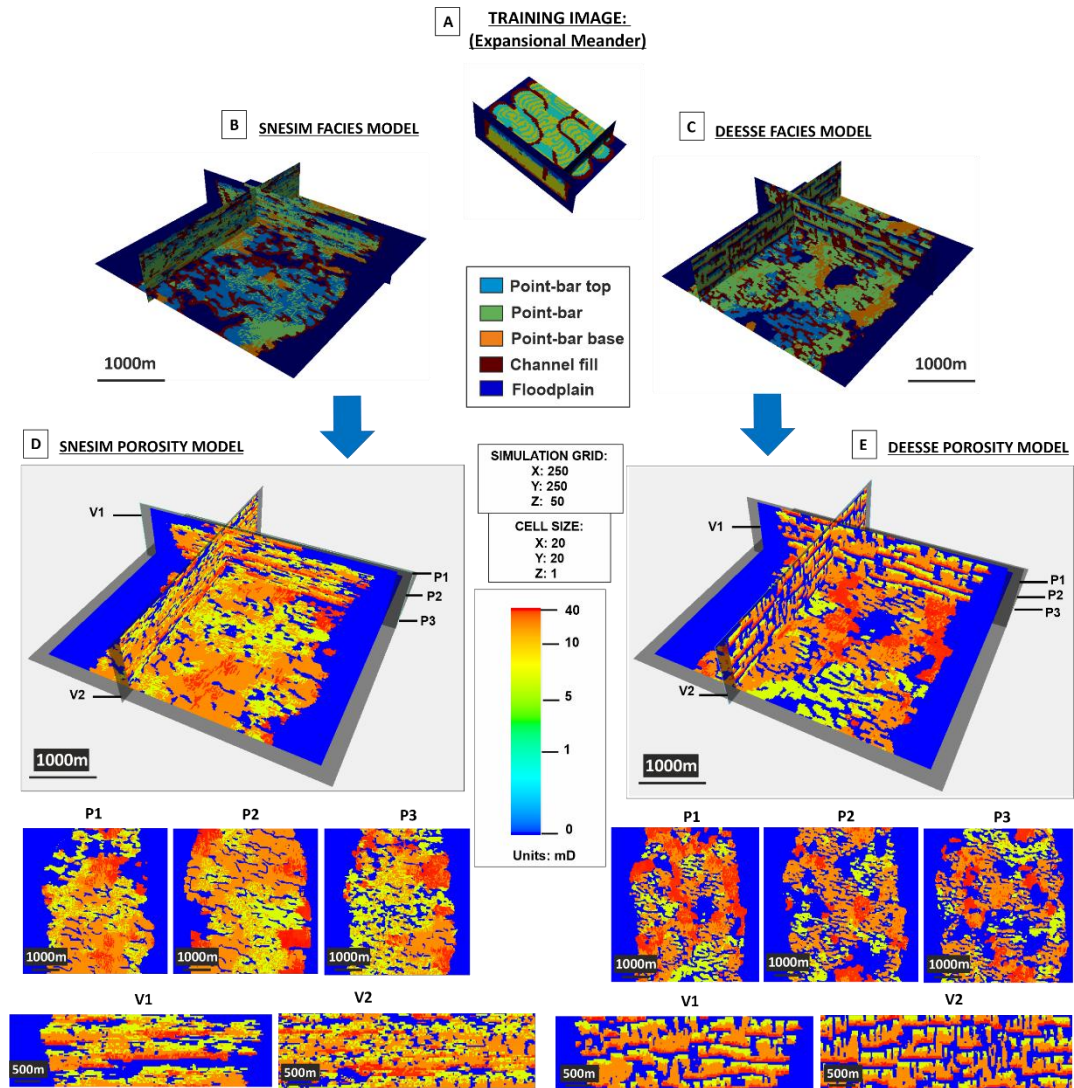 A
TRAINING IMAGE:
(Expansional Meander)
B
SNESIM FACIES MODEL
C
DEESSE FACIES MODEL
Point-bar top
Point-bar
Point-bar base
Channel fill
Floodplain
1000m
1000m
D
SNESIM POROSITY MODEL
E
DEESSE POROSITY MODEL
SIMULATION GRID:
X: 250
Y: 250
Z: 50
CELL SIZE:
X: 20
Y: 20
Z: 1
V1
P1
P2
P3
V2
1000m
40
10
5
1
0
Units: mD
V1
P1
P2
P3
V2
1000m
P1
P2
P3
1000m
1000m
1000m
P1
P2
P3
1000m
1000m
1000m
V1
V2
500m
500m
V1
V2
500m
500m